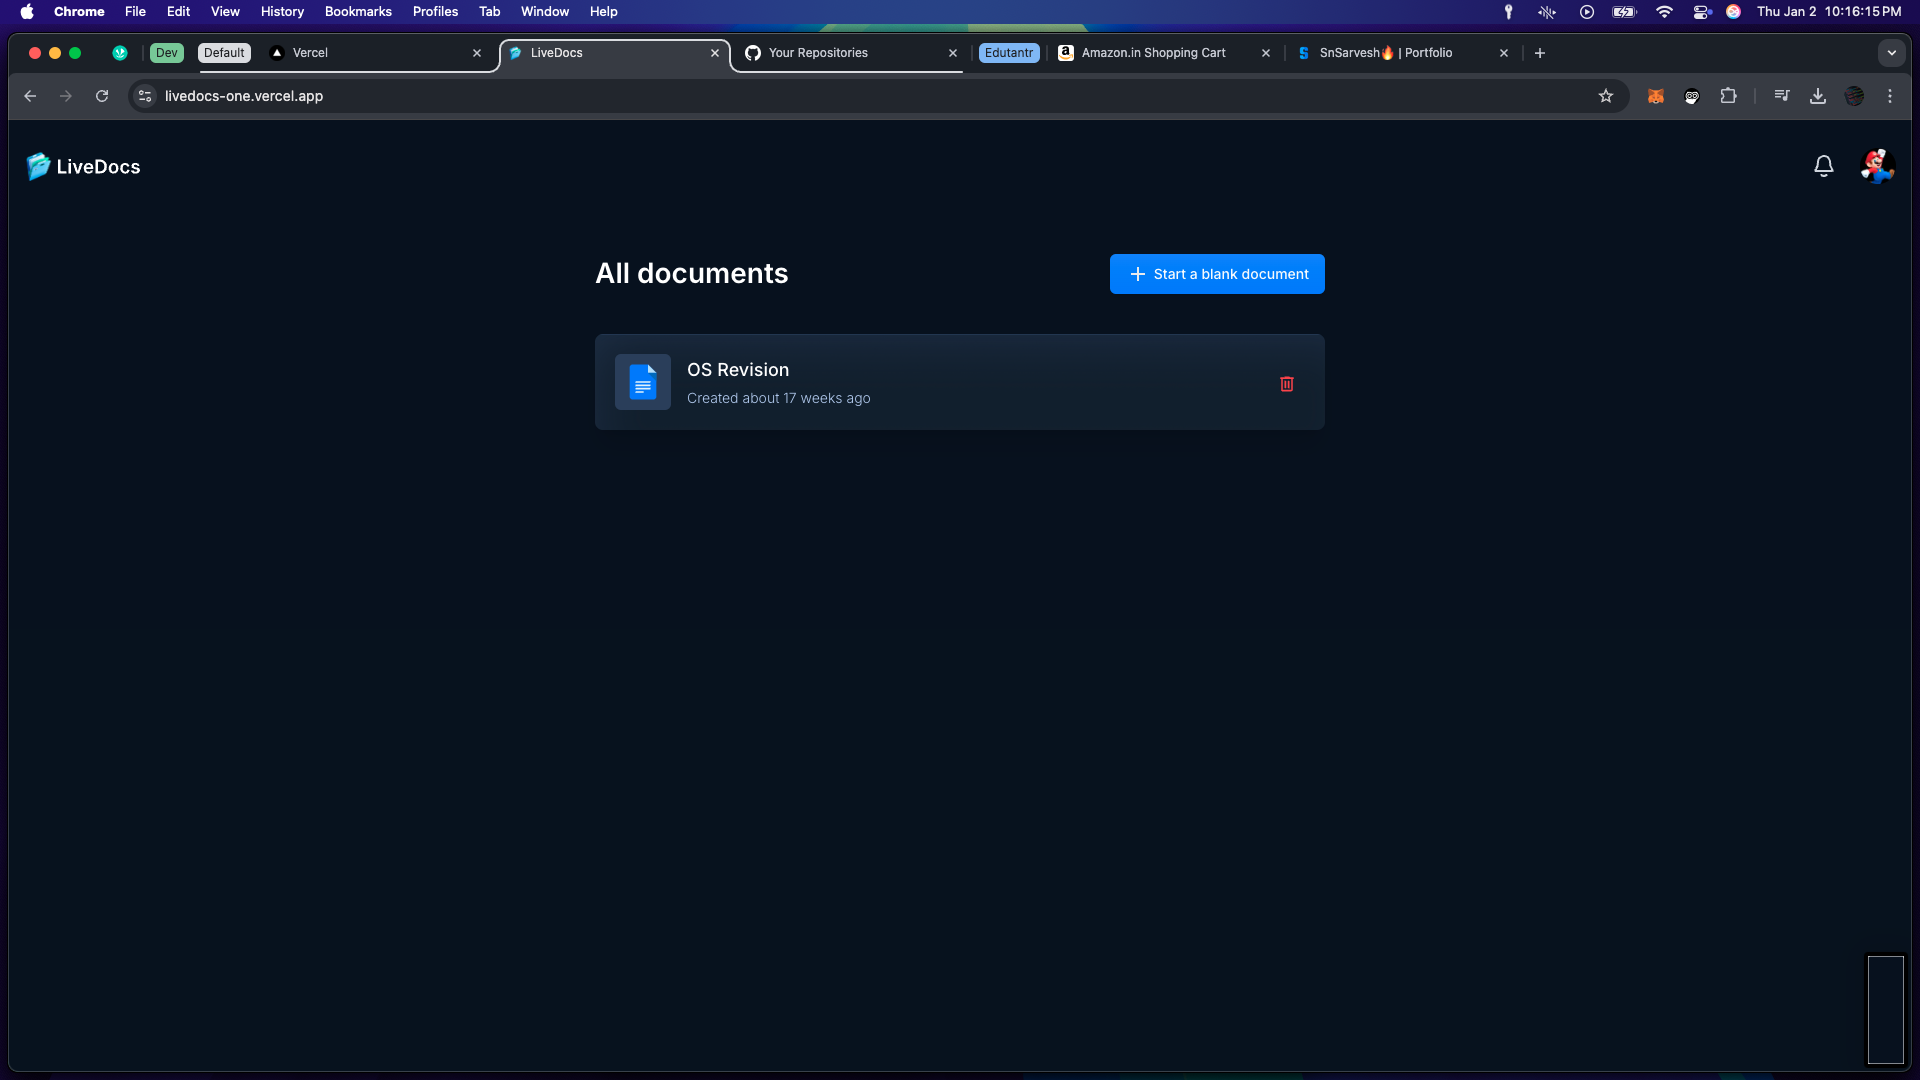 Chrome File Edit View History Bookmarks Profiles Tab Window Help Thu Jan 2 10:16:15 PM
Dev Default Vercel LiveDocs Your Repositories Edutantr Amazon.in Shopping Cart SnSarvesh🔥 | Portfolio
livedocs-one.vercel.app
LiveDocs
All documents
Start a blank document
OS Revision
Created about 17 weeks ago